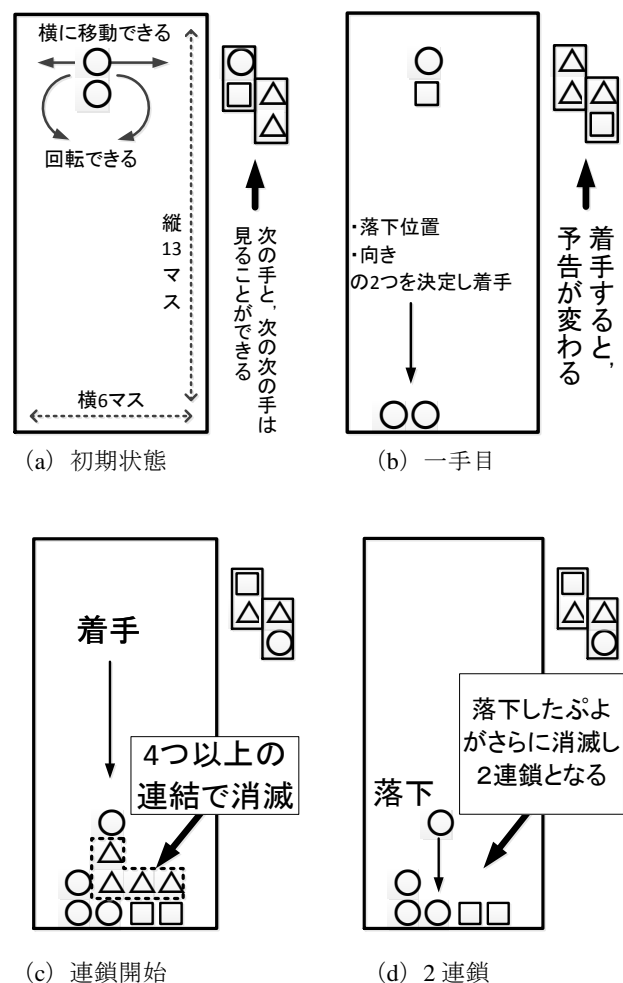 横に移動できる
回転できる
縦
13
マ
ス
横6マス
次の手と，次の次の手は
見ることができる
(a) 初期状態
・落下位置
・向き
の2つを決定し着手
着手すると，
予告が変わる
(b) 一手目
着手
4つ以上の
連結で消滅
(c) 連鎖開始
落下
落下したぷよ
がさらに消滅し
２連鎖となる
(d) 2 連鎖